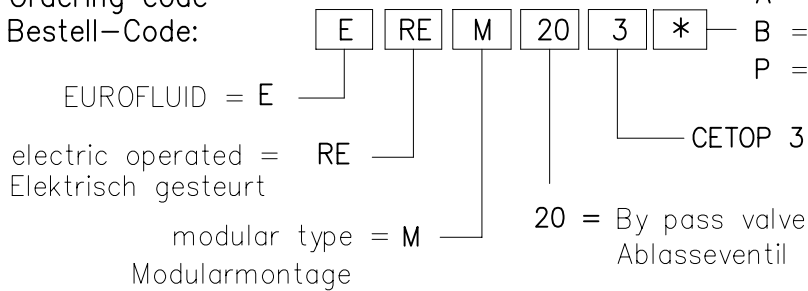 Ordering code
Bestell-Code:
E RE M 20 3 *
A
B =
P =
EUROFLUID = E
CETOP 3
electric operated = RE
Elektrisch gesteurt
20 = By pass valve
Ablasseventil
modular type = M
Modularmontage